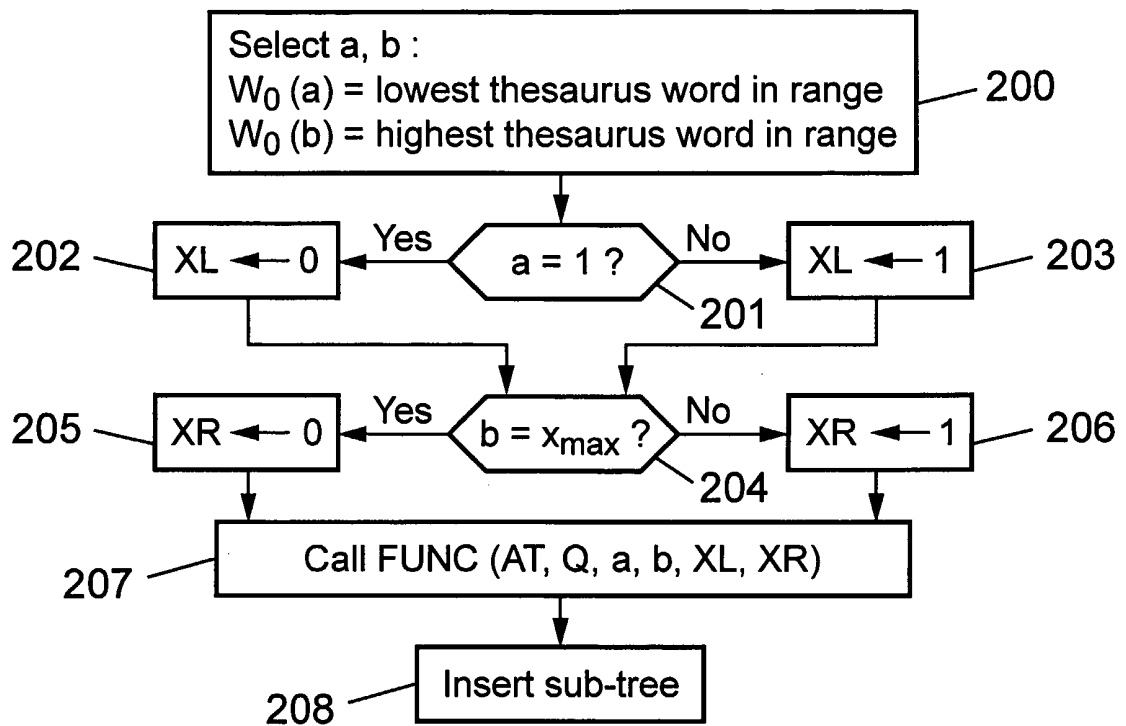 Select a, b :
W0 (a) = lowest thesaurus word in range
W0 (b) = highest thesaurus word in range
200
202
XL ← 0
Yes
a = 1 ?
No
XL ← 1
203
201
205
XR ← 0
Yes
b = xmax ?
No
XR ← 1
206
204
Call FUNC (AT, Q, a, b, XL, XR)
207
Insert sub-tree
208